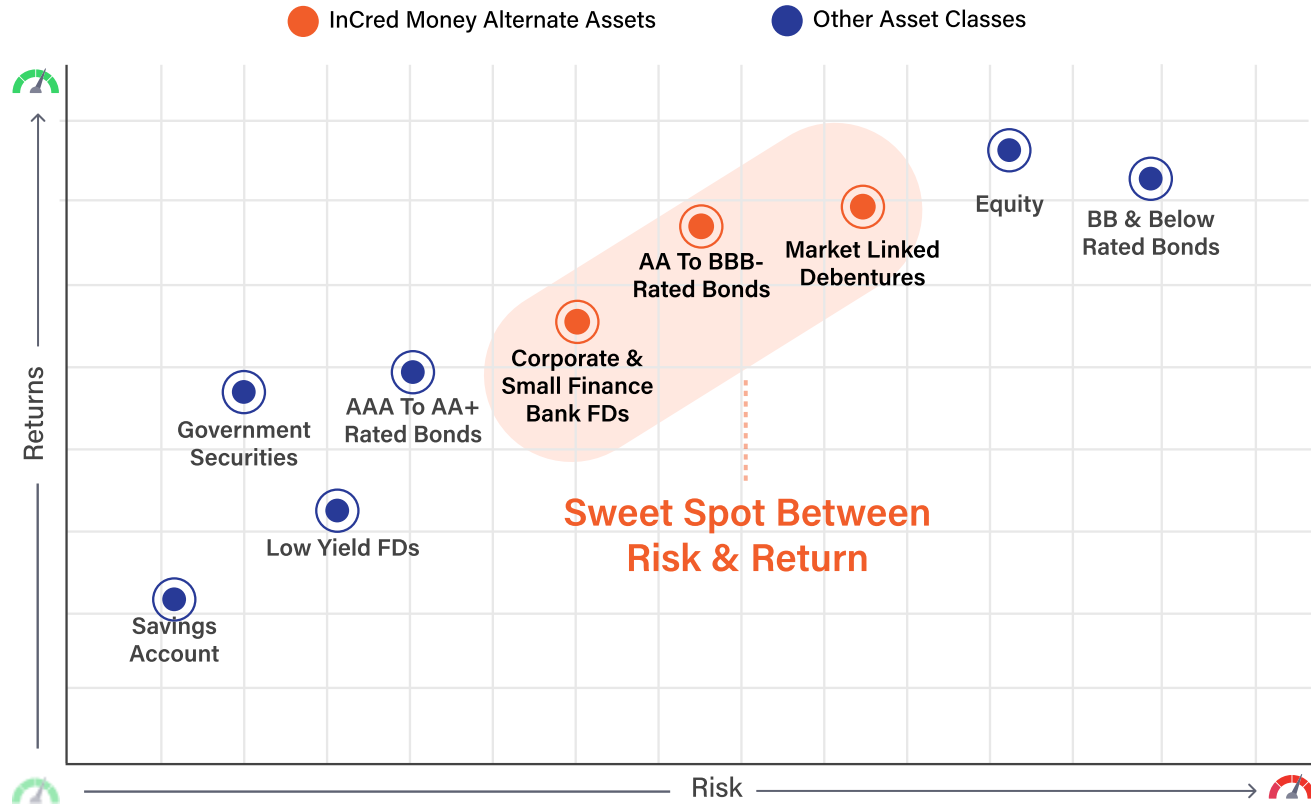 InCred Money Alternate Assets
Other Asset Classes
Equity
BB & Below
Rated Bonds
Market Linked
Debentures
AA To BBB-
Rated Bonds
Corporate &
Small Finance
Bank FDs
AAA To AA+
Rated Bonds
Government
Securities
Low Yield FDs
Savings
Account
Sweet Spot Between
Risk & Return
Returns
Risk